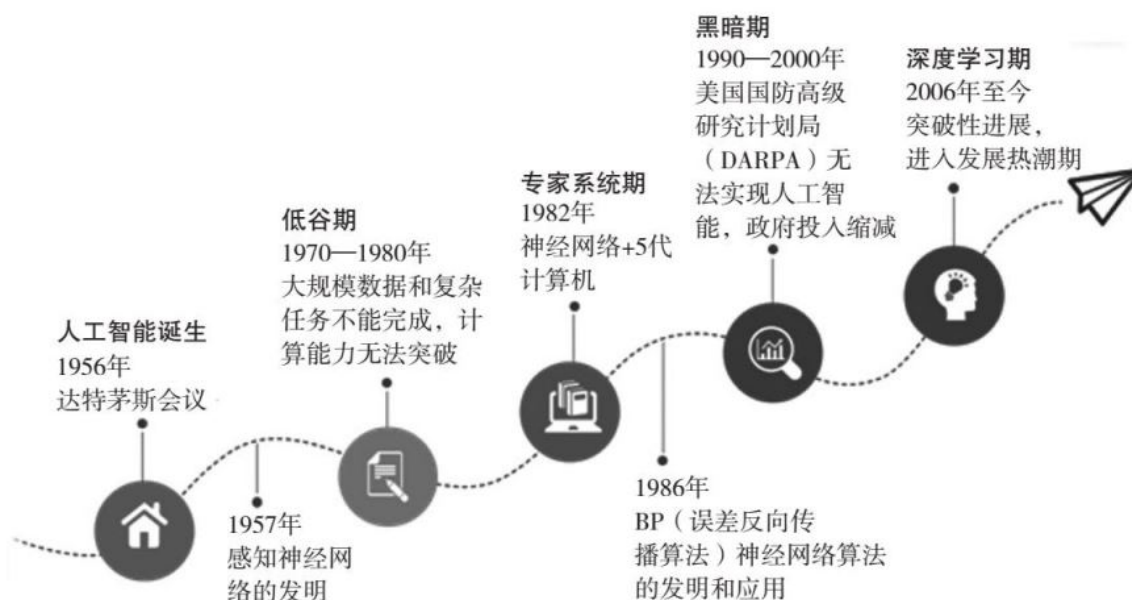 人工智能诞生
1956年
达特茅斯会议
1957年
感知神经网
络的发明
低谷期
1970—1980年
大规模数据和复杂
任务不能完成，计
算能力无法突破
专家系统期
1982年
神经网络+5代
计算机
1986年
BP（误差反向传
播算法）神经网络算法
的发明和应用
黑暗期
1990—2000年
美国国防高级
研究计划局
（DARPA）无
法实现人工智
能，政府投入缩减
深度学习期
2006年至今
突破性进展，
进入发展热潮期